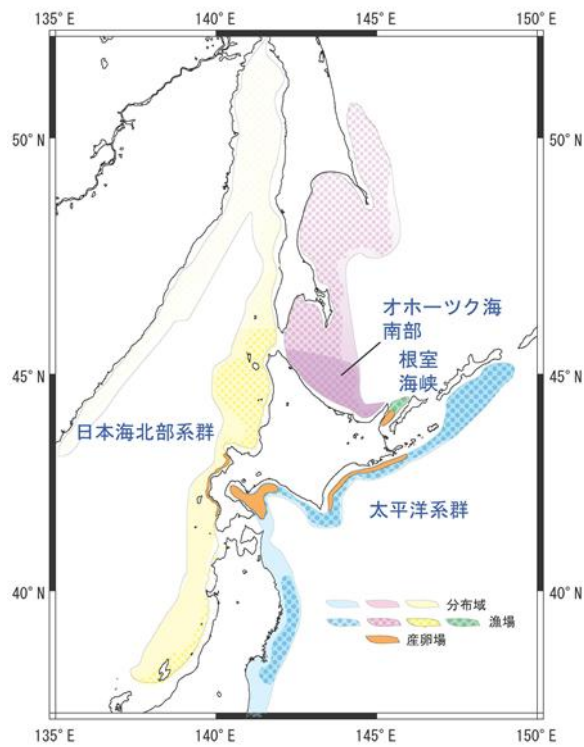 135° E
140° E
145° E
150° E
50° N
50° N
オホーツク海
南部
根室
海峡
45° N
45° N
日本海北部系群
太平洋系群
40° N
40° N
分布域
漁場
産卵場
135° E
140° E
145° E
150° E